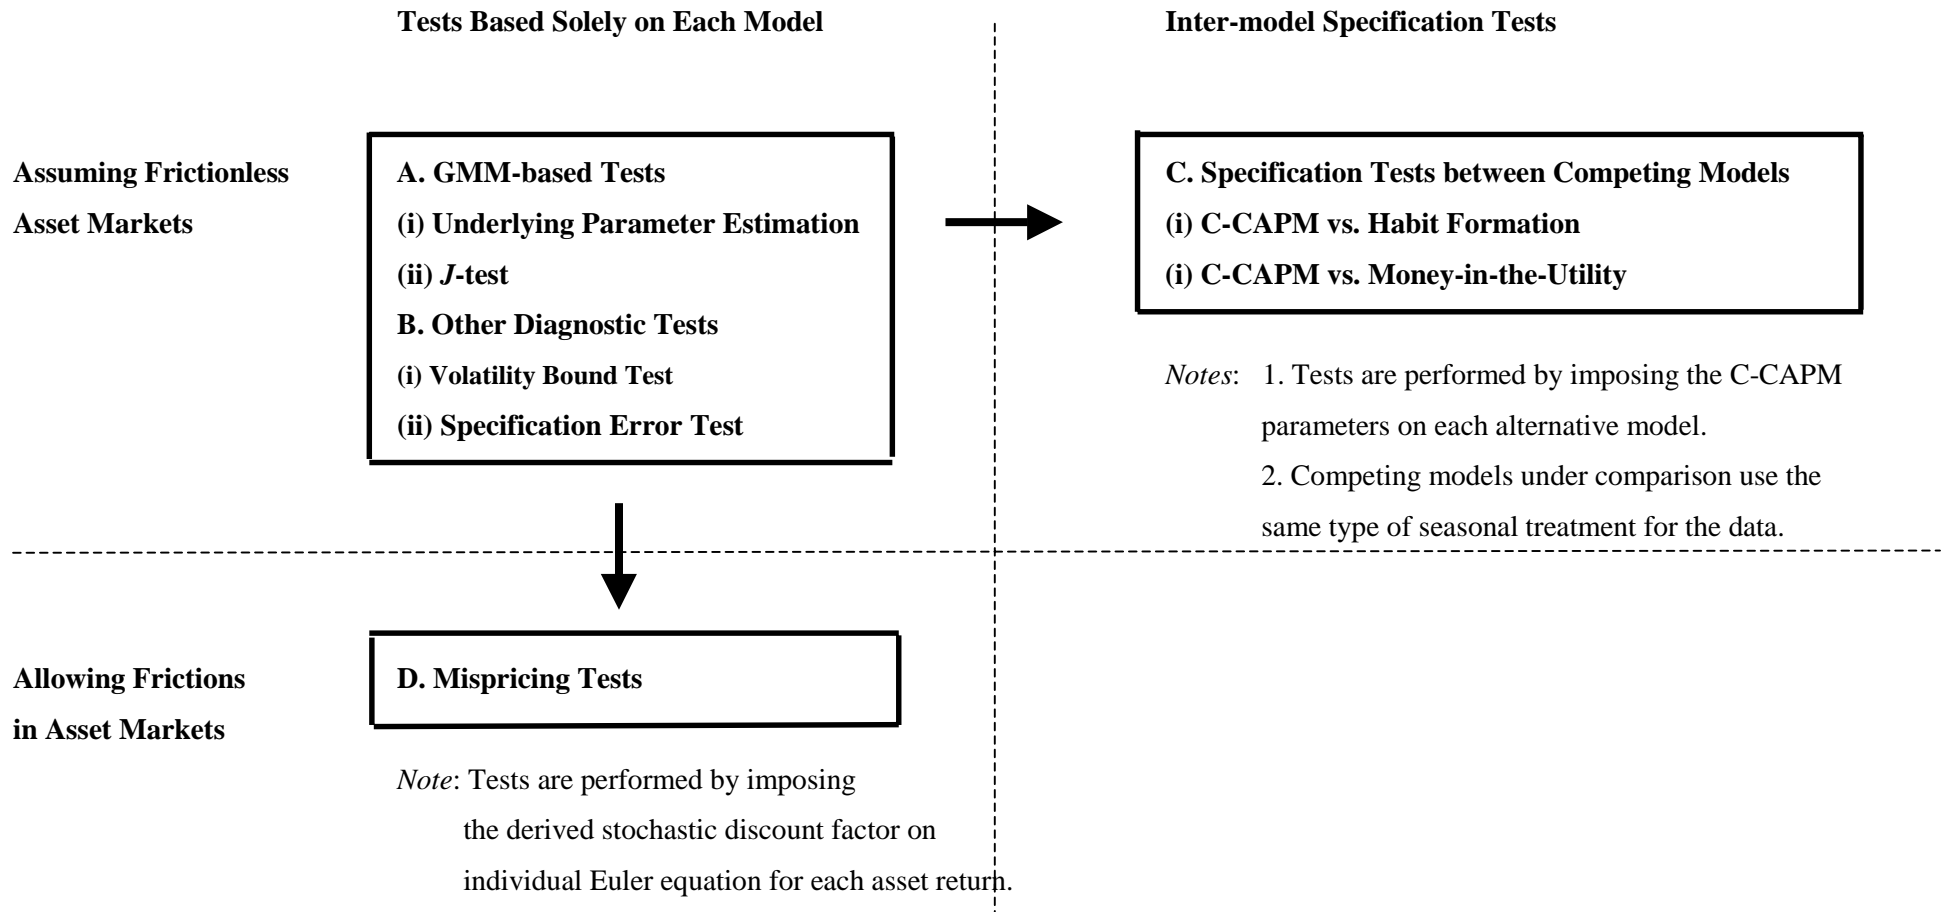 Tests Based Solely on Each Model
Inter-model Specification Tests
Assuming Frictionless
Asset Markets
A. GMM-based Tests
(i) Underlying Parameter Estimation
(ii) J-test
B. Other Diagnostic Tests
(i) Volatility Bound Test
(ii) Specification Error Test
C. Specification Tests between Competing Models
(i) C-CAPM vs. Habit Formation
(i) C-CAPM vs. Money-in-the-Utility
Notes: 1. Tests are performed by imposing the C-CAPM
parameters on each alternative model.
2. Competing models under comparison use the
same type of seasonal treatment for the data.
Allowing Frictions
in Asset Markets
D. Mispricing Tests
Note: Tests are performed by imposing
the derived stochastic discount factor on
individual Euler equation for each asset return.